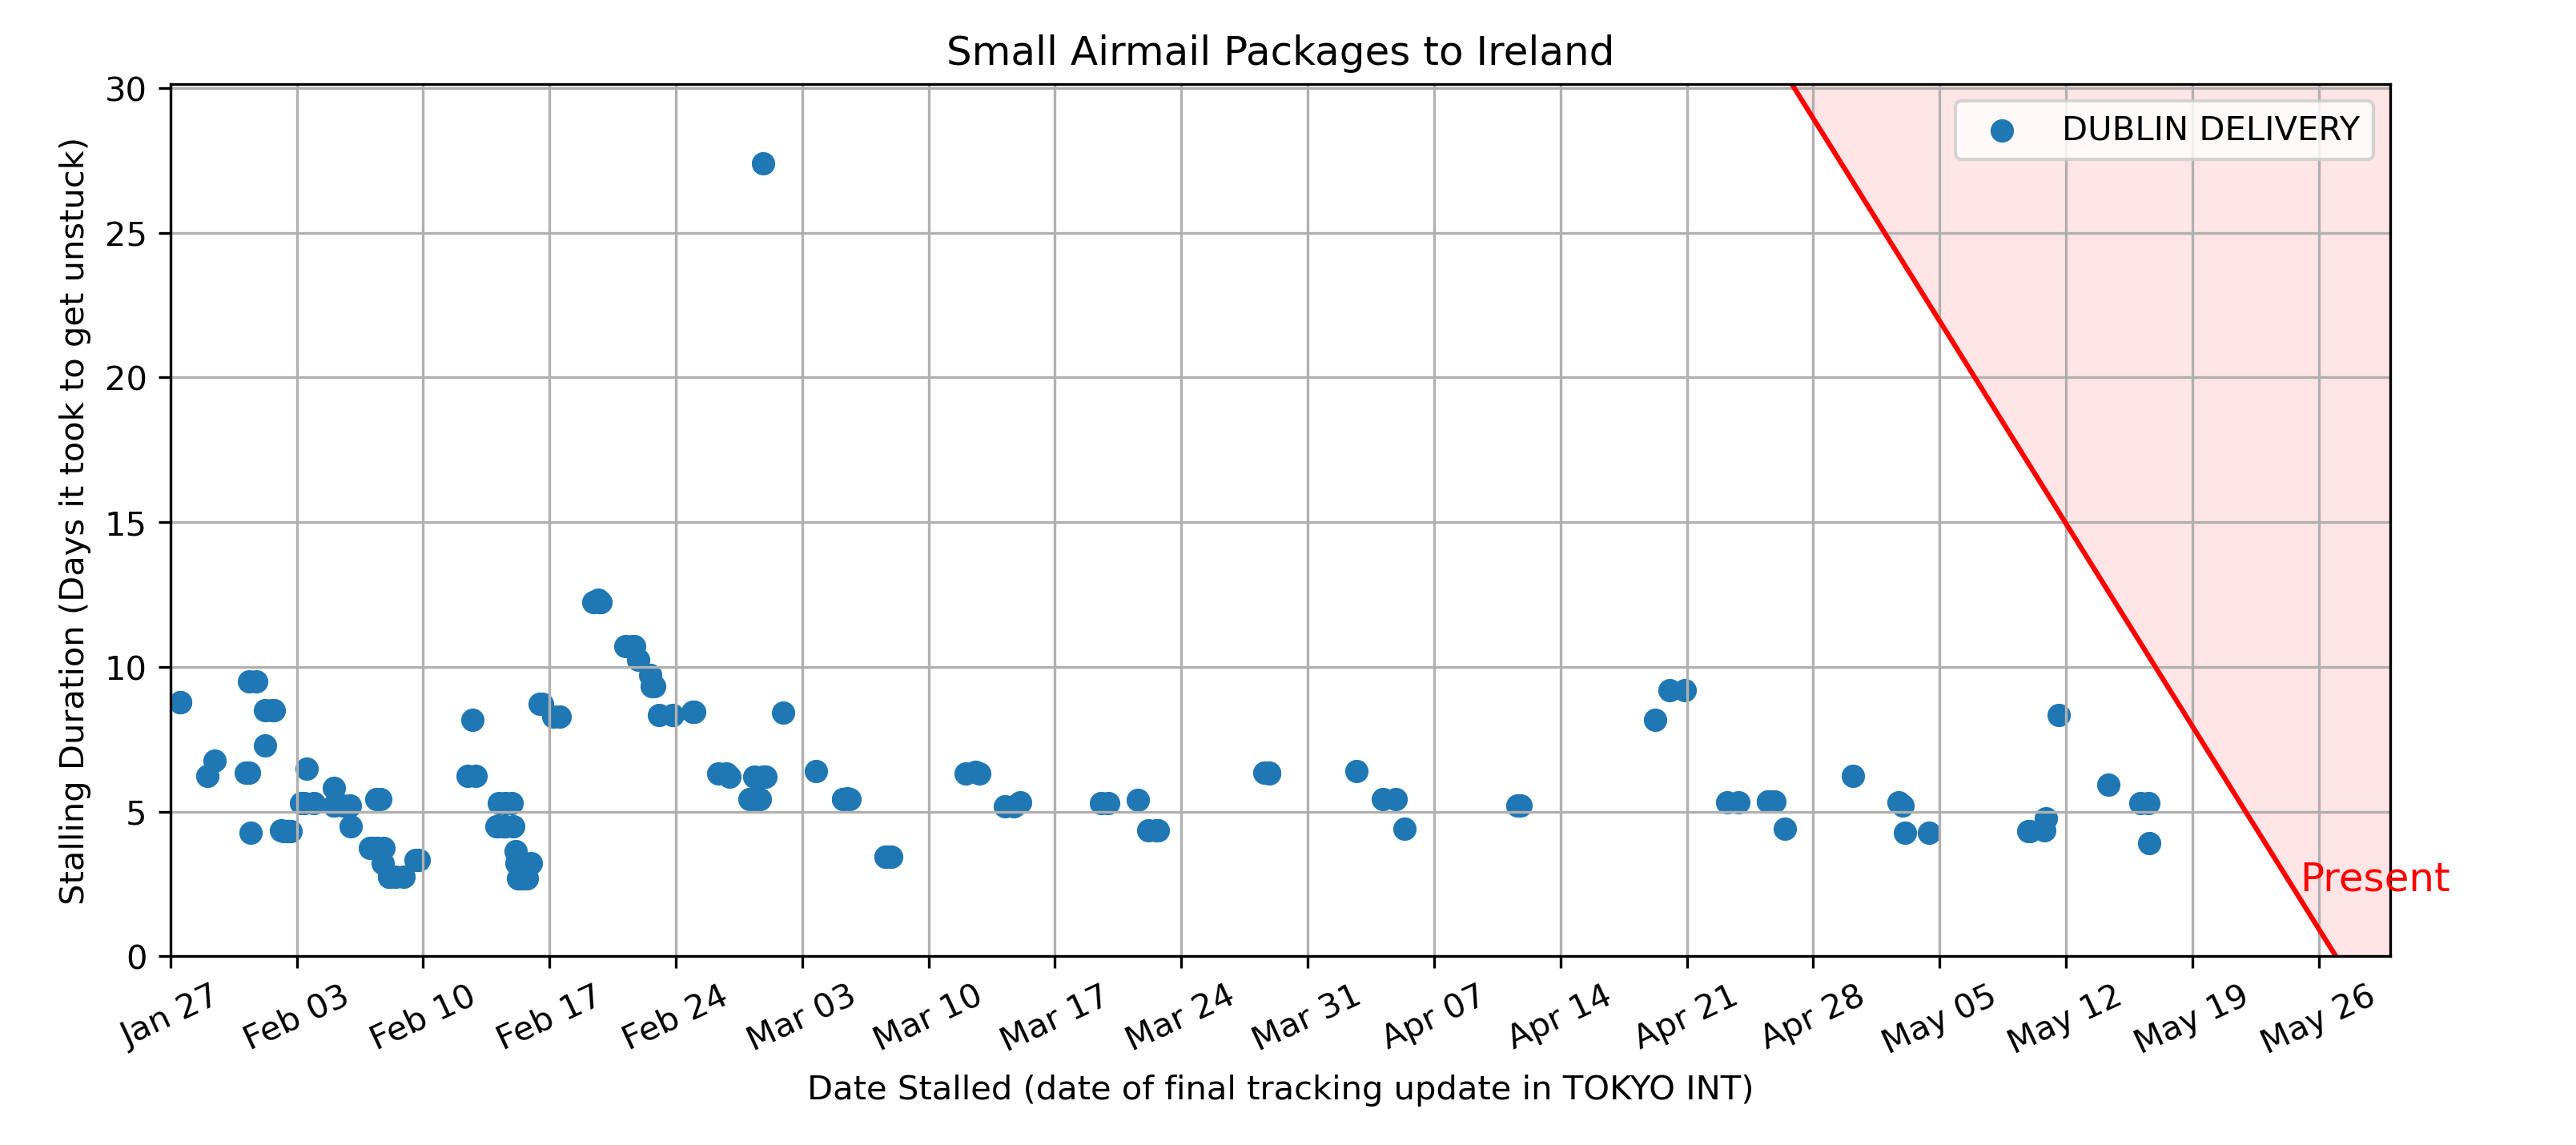 Small Airmail Packages to Ireland
Stalling Duration (Days it took to get unstuck)
30
25
20
15
10
5
0
DUBLIN DELIVERY
Present
Jan 27
Feb 03
Feb 10
Feb 17
Feb 24
Mar 03
Mar 10
Mar 17
Mar 24
Mar 31
Apr 07
Apr 14
Apr 21
Apr 28
May 05
May 12
May 19
May 26
Date Stalled (date of final tracking update in TOKYO INT)